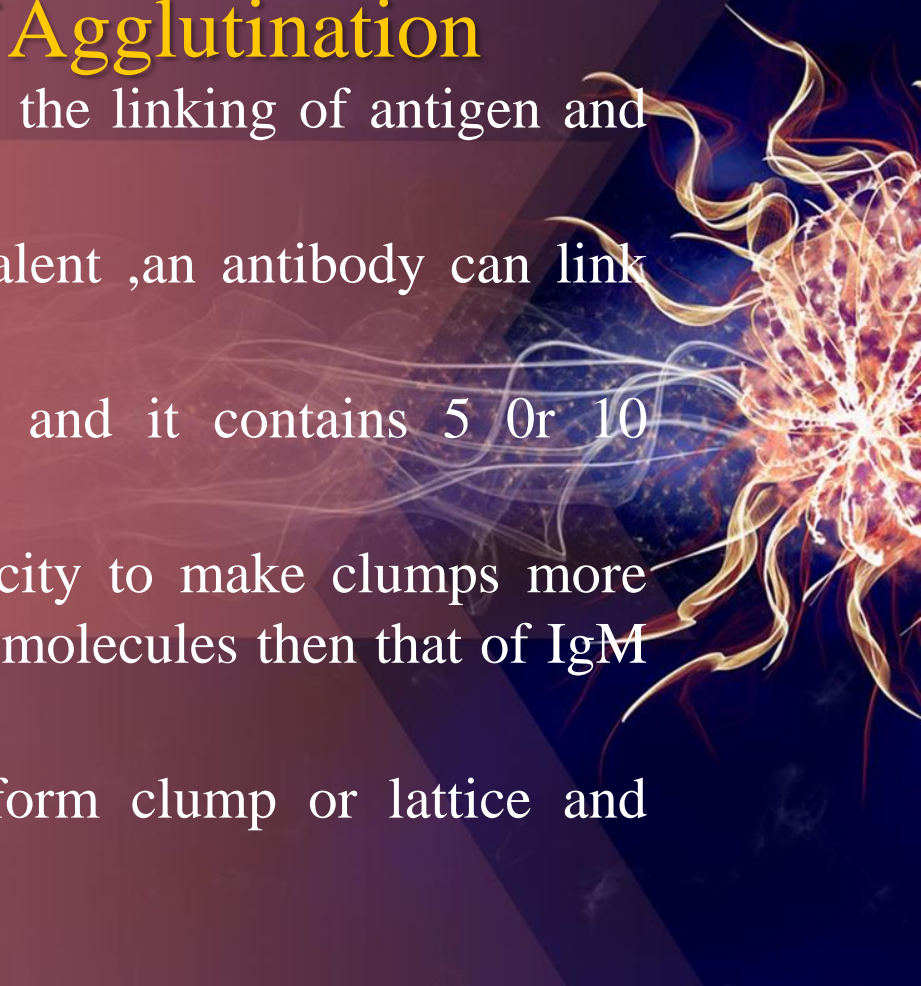 Agglutination
the linking of antigen and
alent ,an antibody can link
and it contains 5 0r 10
city to make clumps more
molecules then that of IgM
form clump or lattice and